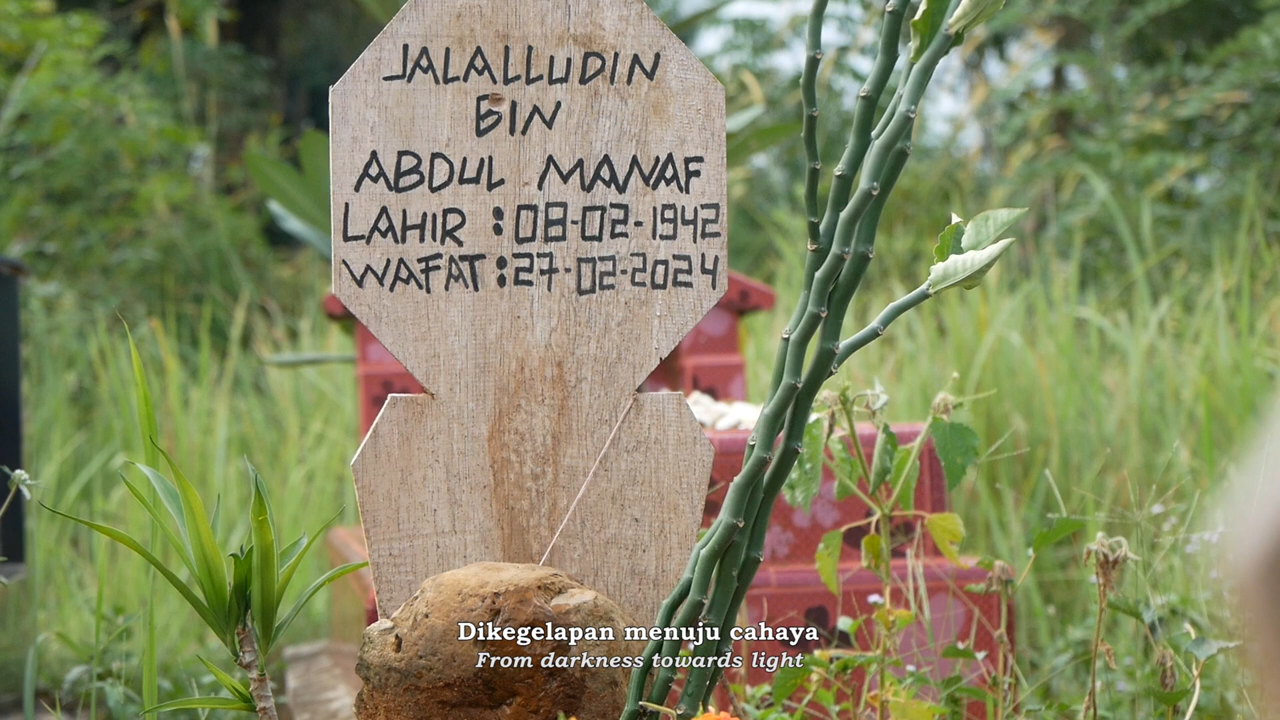 JALALLUDIN
BIN
ABDUL MANAF
LAHIR :08-02-1942
WAFAT:27-02-2024
Dikegelapan menuju cahaya
From darkness towards light